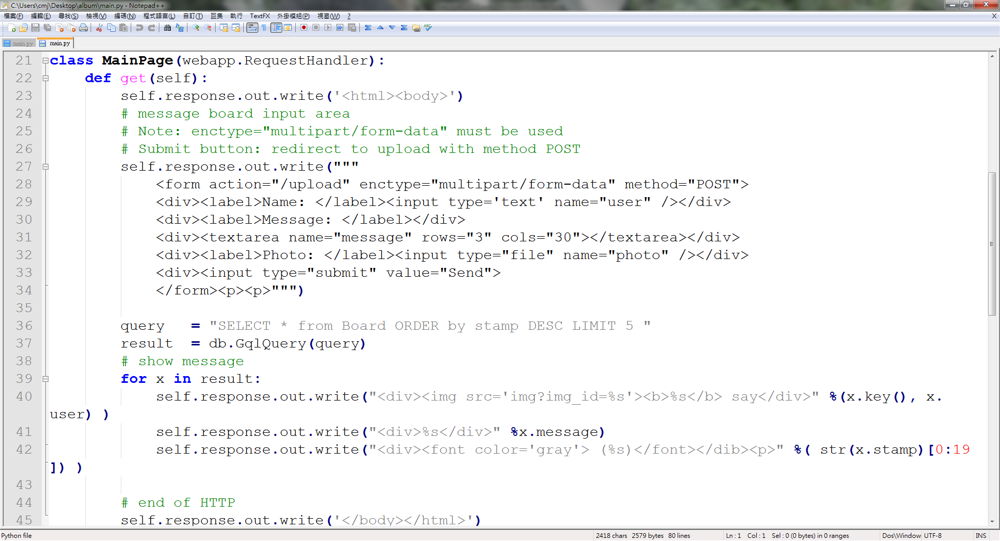 C:\Users\cmj\Desktop\album\main.py - Notepad++
檔案(F) 編輯(E) 尋找(S) 檢視(V) 編碼(N) 程式語言(L) 自訂(T) 巨集 執行 TextFX 外掛模組(P) 視窗(W) ? X
main.py main.py
21 class MainPage(webapp.RequestHandler):
22 def get(self):
23 self.response.out.write('<html><body>')
24 # message board input area
25 # Note: enctype="multipart/form-data" must be used
26 # Submit button: redirect to upload with method POST
27 self.response.out.write("""
28 <form action="/upload" enctype="multipart/form-data" method="POST">
29 <div><label>Name: </label><input type='text' name="user" /></div>
30 <div><label>Message: </label></div>
31 <div><textarea name="message" rows="3" cols="30"></textarea></div>
32 <div><label>Photo: </label><input type="file" name="photo" /></div>
33 <div><input type="submit" value="Send">
34 </form><p><p>""")
35
36 query = "SELECT * from Board ORDER by stamp DESC LIMIT 5 "
37 result = db.GqlQuery(query)
38 # show message
39 for x in result:
40 self.response.out.write("<div><img src='img?img_id=%s'><b>%s</b> say</div>" %(x.key(), x.
user) )
41 self.response.out.write("<div>%s</div>" %x.message)
42 self.response.out.write("<div><font color='gray'> (%s)</font></dib><p>" %( str(x.stamp)[0:19
]) )
43
44 # end of HTTP
45 self.response.out.write('</body></html>')
Python file 2418 chars 2579 bytes 80 lines Ln : 1 Col : 1 Sel : 0 (0 bytes) in 0 ranges Dos\Window UTF-8 INS